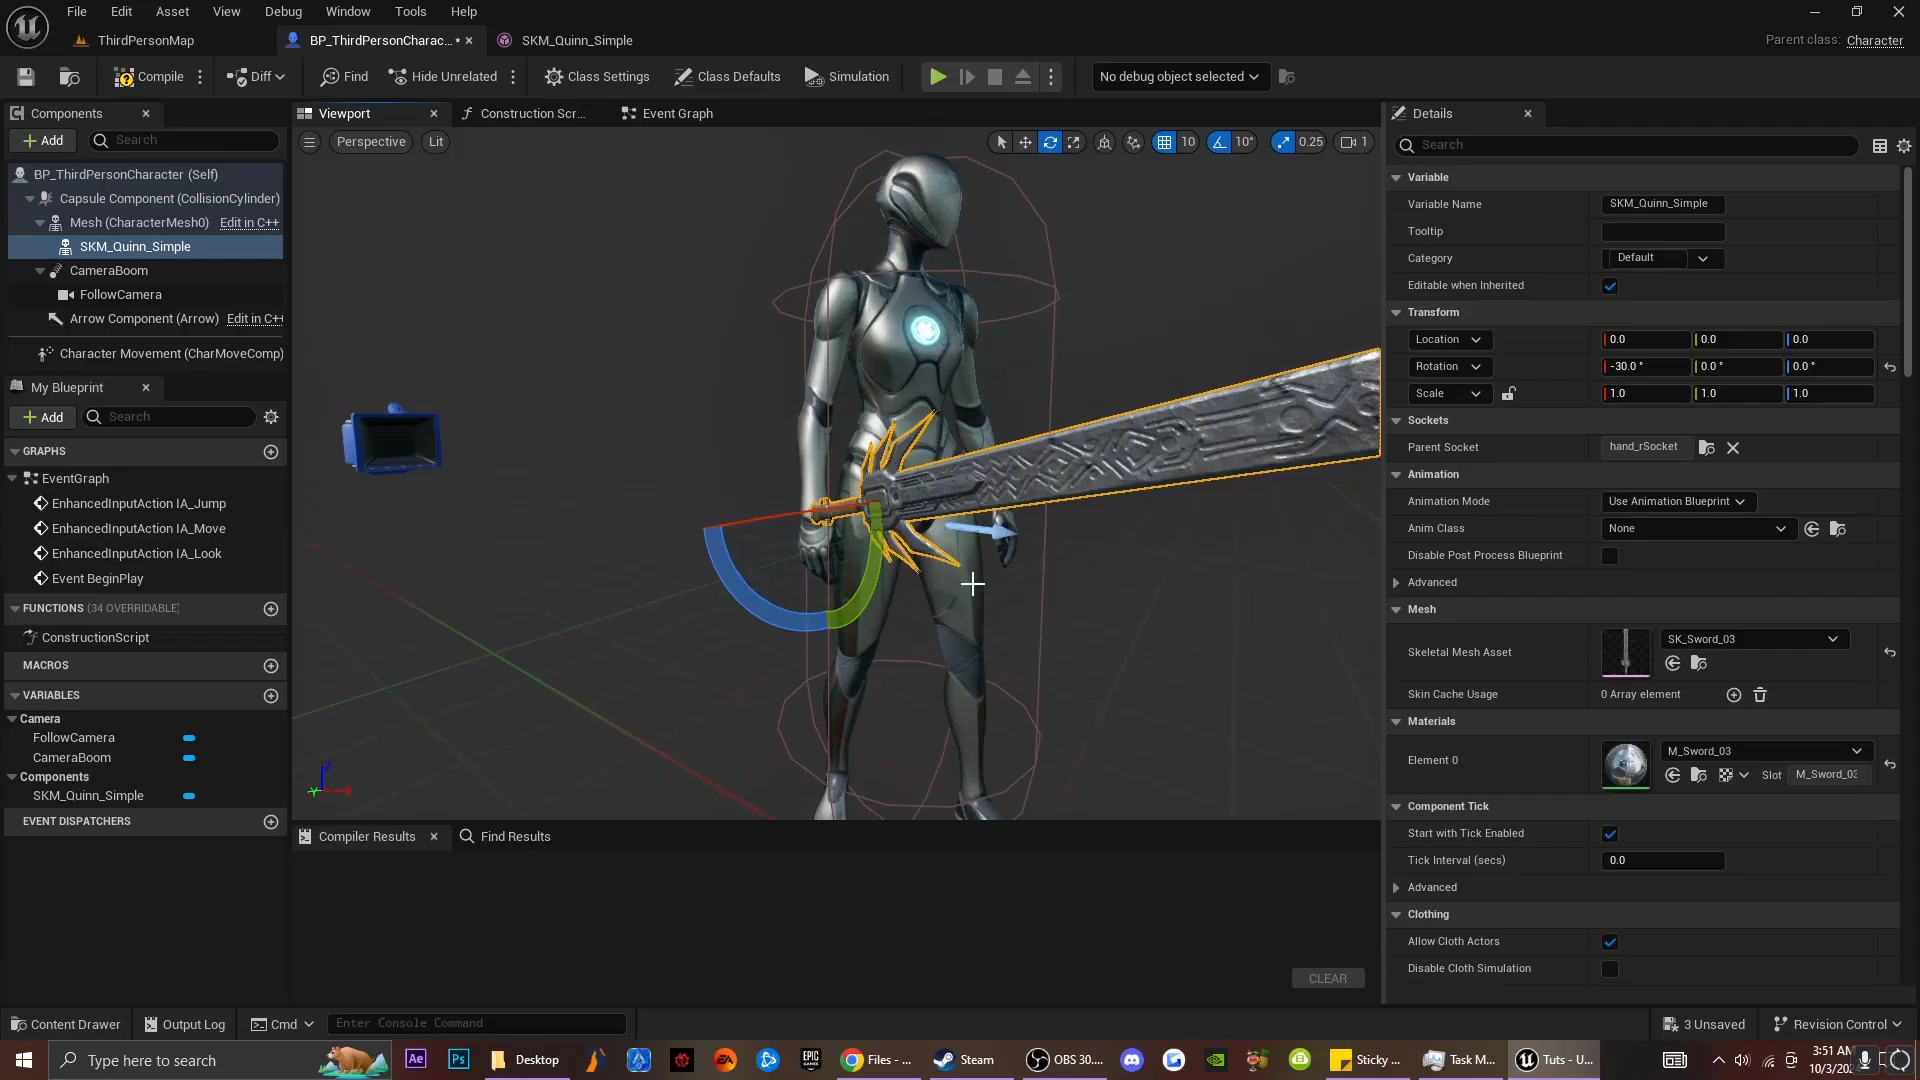 File Edit Asset View Debug Window Tools Help
ThirdPersonMap
BP_ThirdPersonCharac... *
SKM_Quinn_Simple
Parent class: Character
Compile
Diff
Find
Hide Unrelated
Class Settings
Class Defaults
Simulation
No debug object selected
Components
Add
Search
BP_ThirdPersonCharacter (Self)
Capsule Component (CollisionCylinder)
Mesh (CharacterMesh0) Edit in C++
SKM_Quinn_Simple
CameraBoom
FollowCamera
Arrow Component (Arrow) Edit in C++
Character Movement (CharMoveComp)
My Blueprint
Add
Search
GRAPHS
EventGraph
EnhancedInputAction IA_Jump
EnhancedInputAction IA_Move
EnhancedInputAction IA_Look
Event BeginPlay
FUNCTIONS (34 OVERRIDABLE)
ConstructionScript
MACROS
VARIABLES
Camera
FollowCamera
CameraBoom
Components
SKM_Quinn_Simple
EVENT DISPATCHERS
Viewport
Construction Scr...
Event Graph
Perspective
Lit
10
10°
0.25
1
Z
Compiler Results
Find Results
CLEAR
Details
Search
Variable
Variable Name SKM_Quinn_Simple
Tooltip
Category Default
Editable when Inherited
Transform
Location 0.0 0.0 0.0
Rotation -30.0 ° 0.0 ° 0.0 °
Scale 1.0 1.0 1.0
Sockets
Parent Socket hand_rSocket
Animation
Animation Mode Use Animation Blueprint
Anim Class None
Disable Post Process Blueprint
Advanced
Mesh
Skeletal Mesh Asset SK_Sword_03
Skin Cache Usage 0 Array element
Materials
Element 0 M_Sword_03
Slot M_Sword_03
Component Tick
Start with Tick Enabled
Tick Interval (secs) 0.0
Advanced
Clothing
Allow Cloth Actors
Disable Cloth Simulation
Content Drawer
Output Log
Cmd
Enter Console Command
3 Unsaved
Revision Control
Type here to search
Ae
Ps
Desktop
EA
EPIC GAMES
Files - ...
Steam
OBS 30....
Sticky ...
Task M...
Tuts - U...
3:51 AM